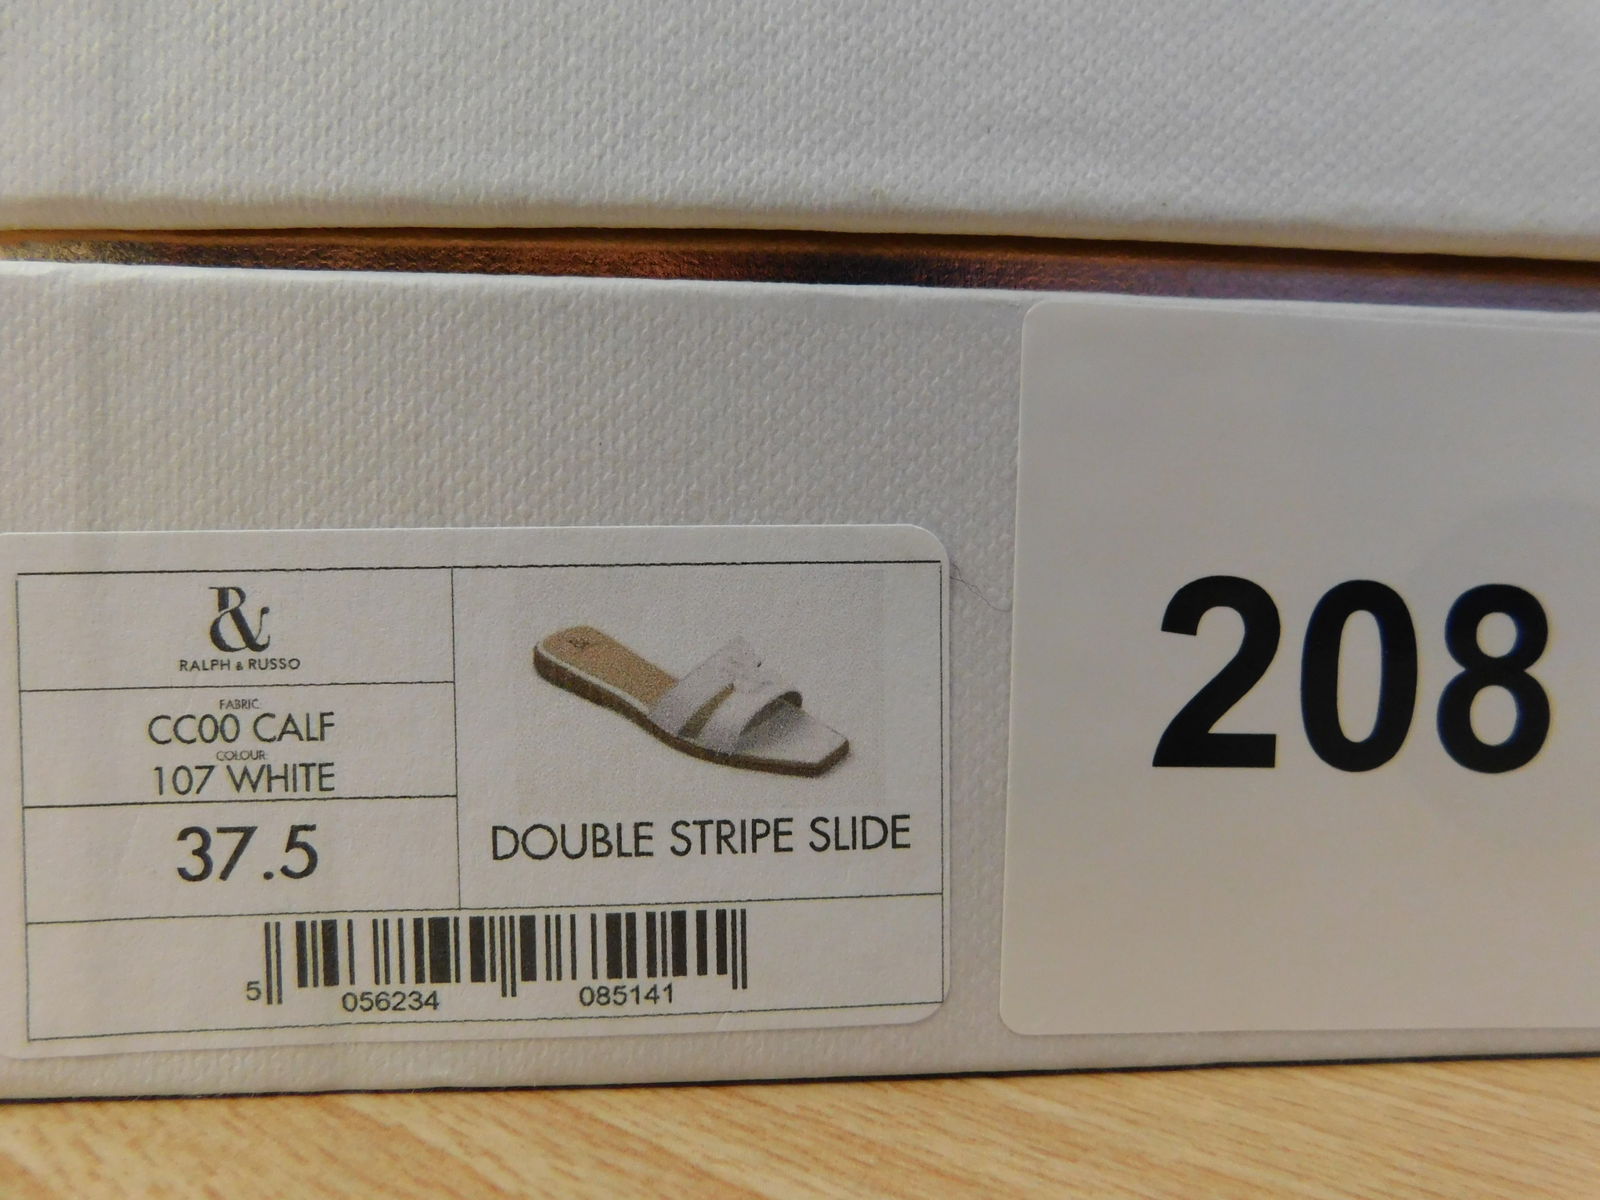 R&
RALPH & RUSSO
FABRIC:
CC00 CALF
COLOUR:
107 WHITE
37.5
DOUBLE STRIPE SLIDE
5 056234 085141
208